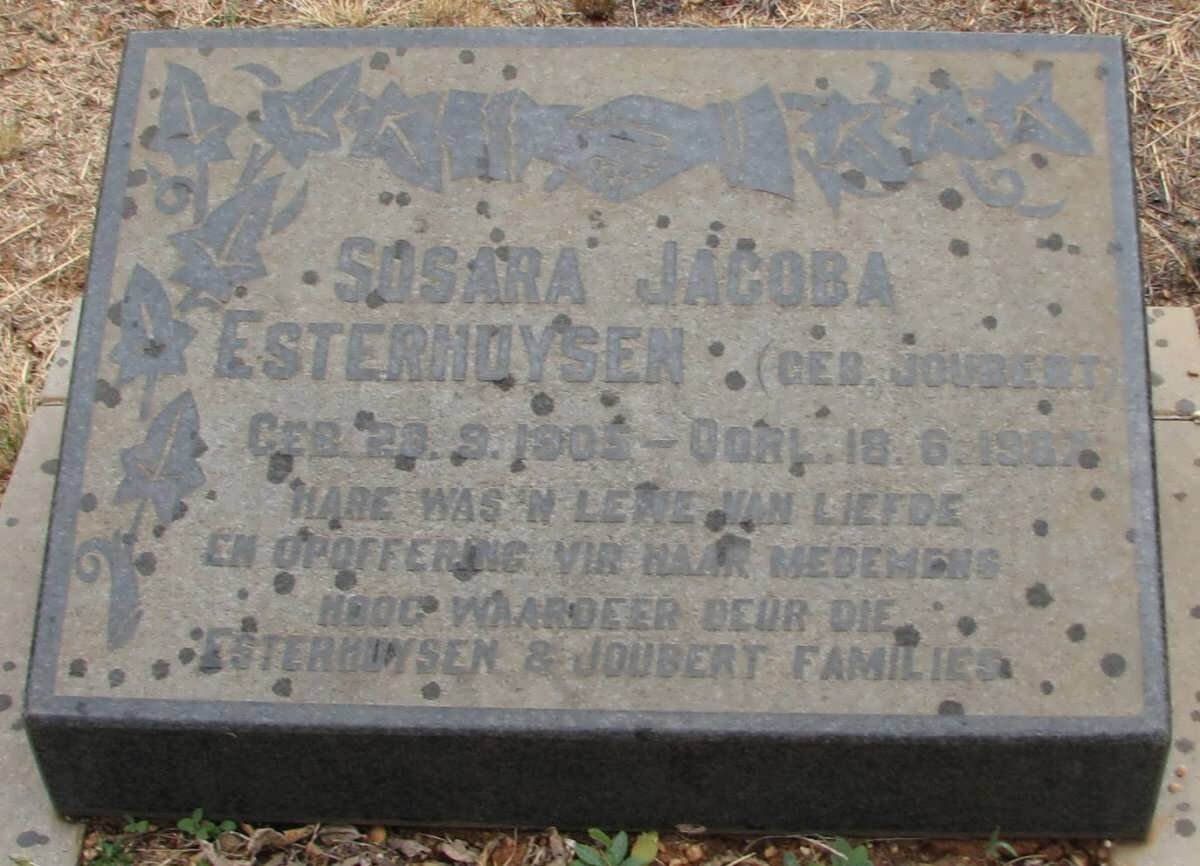 SUSARA JACOBA
ESTERHUYSEN (GEB. JOUBERT)
GEB. 28. 9. 1905 – OORL. 18. 6. 1987
HARE WAS 'N LEWE VAN LIEFDE
EN OPOFFERING VIR HAAR MEDEMENS
HOOG WAARDEER DEUR DIE
ESTERHUYSEN & JOUBERT FAMILIES